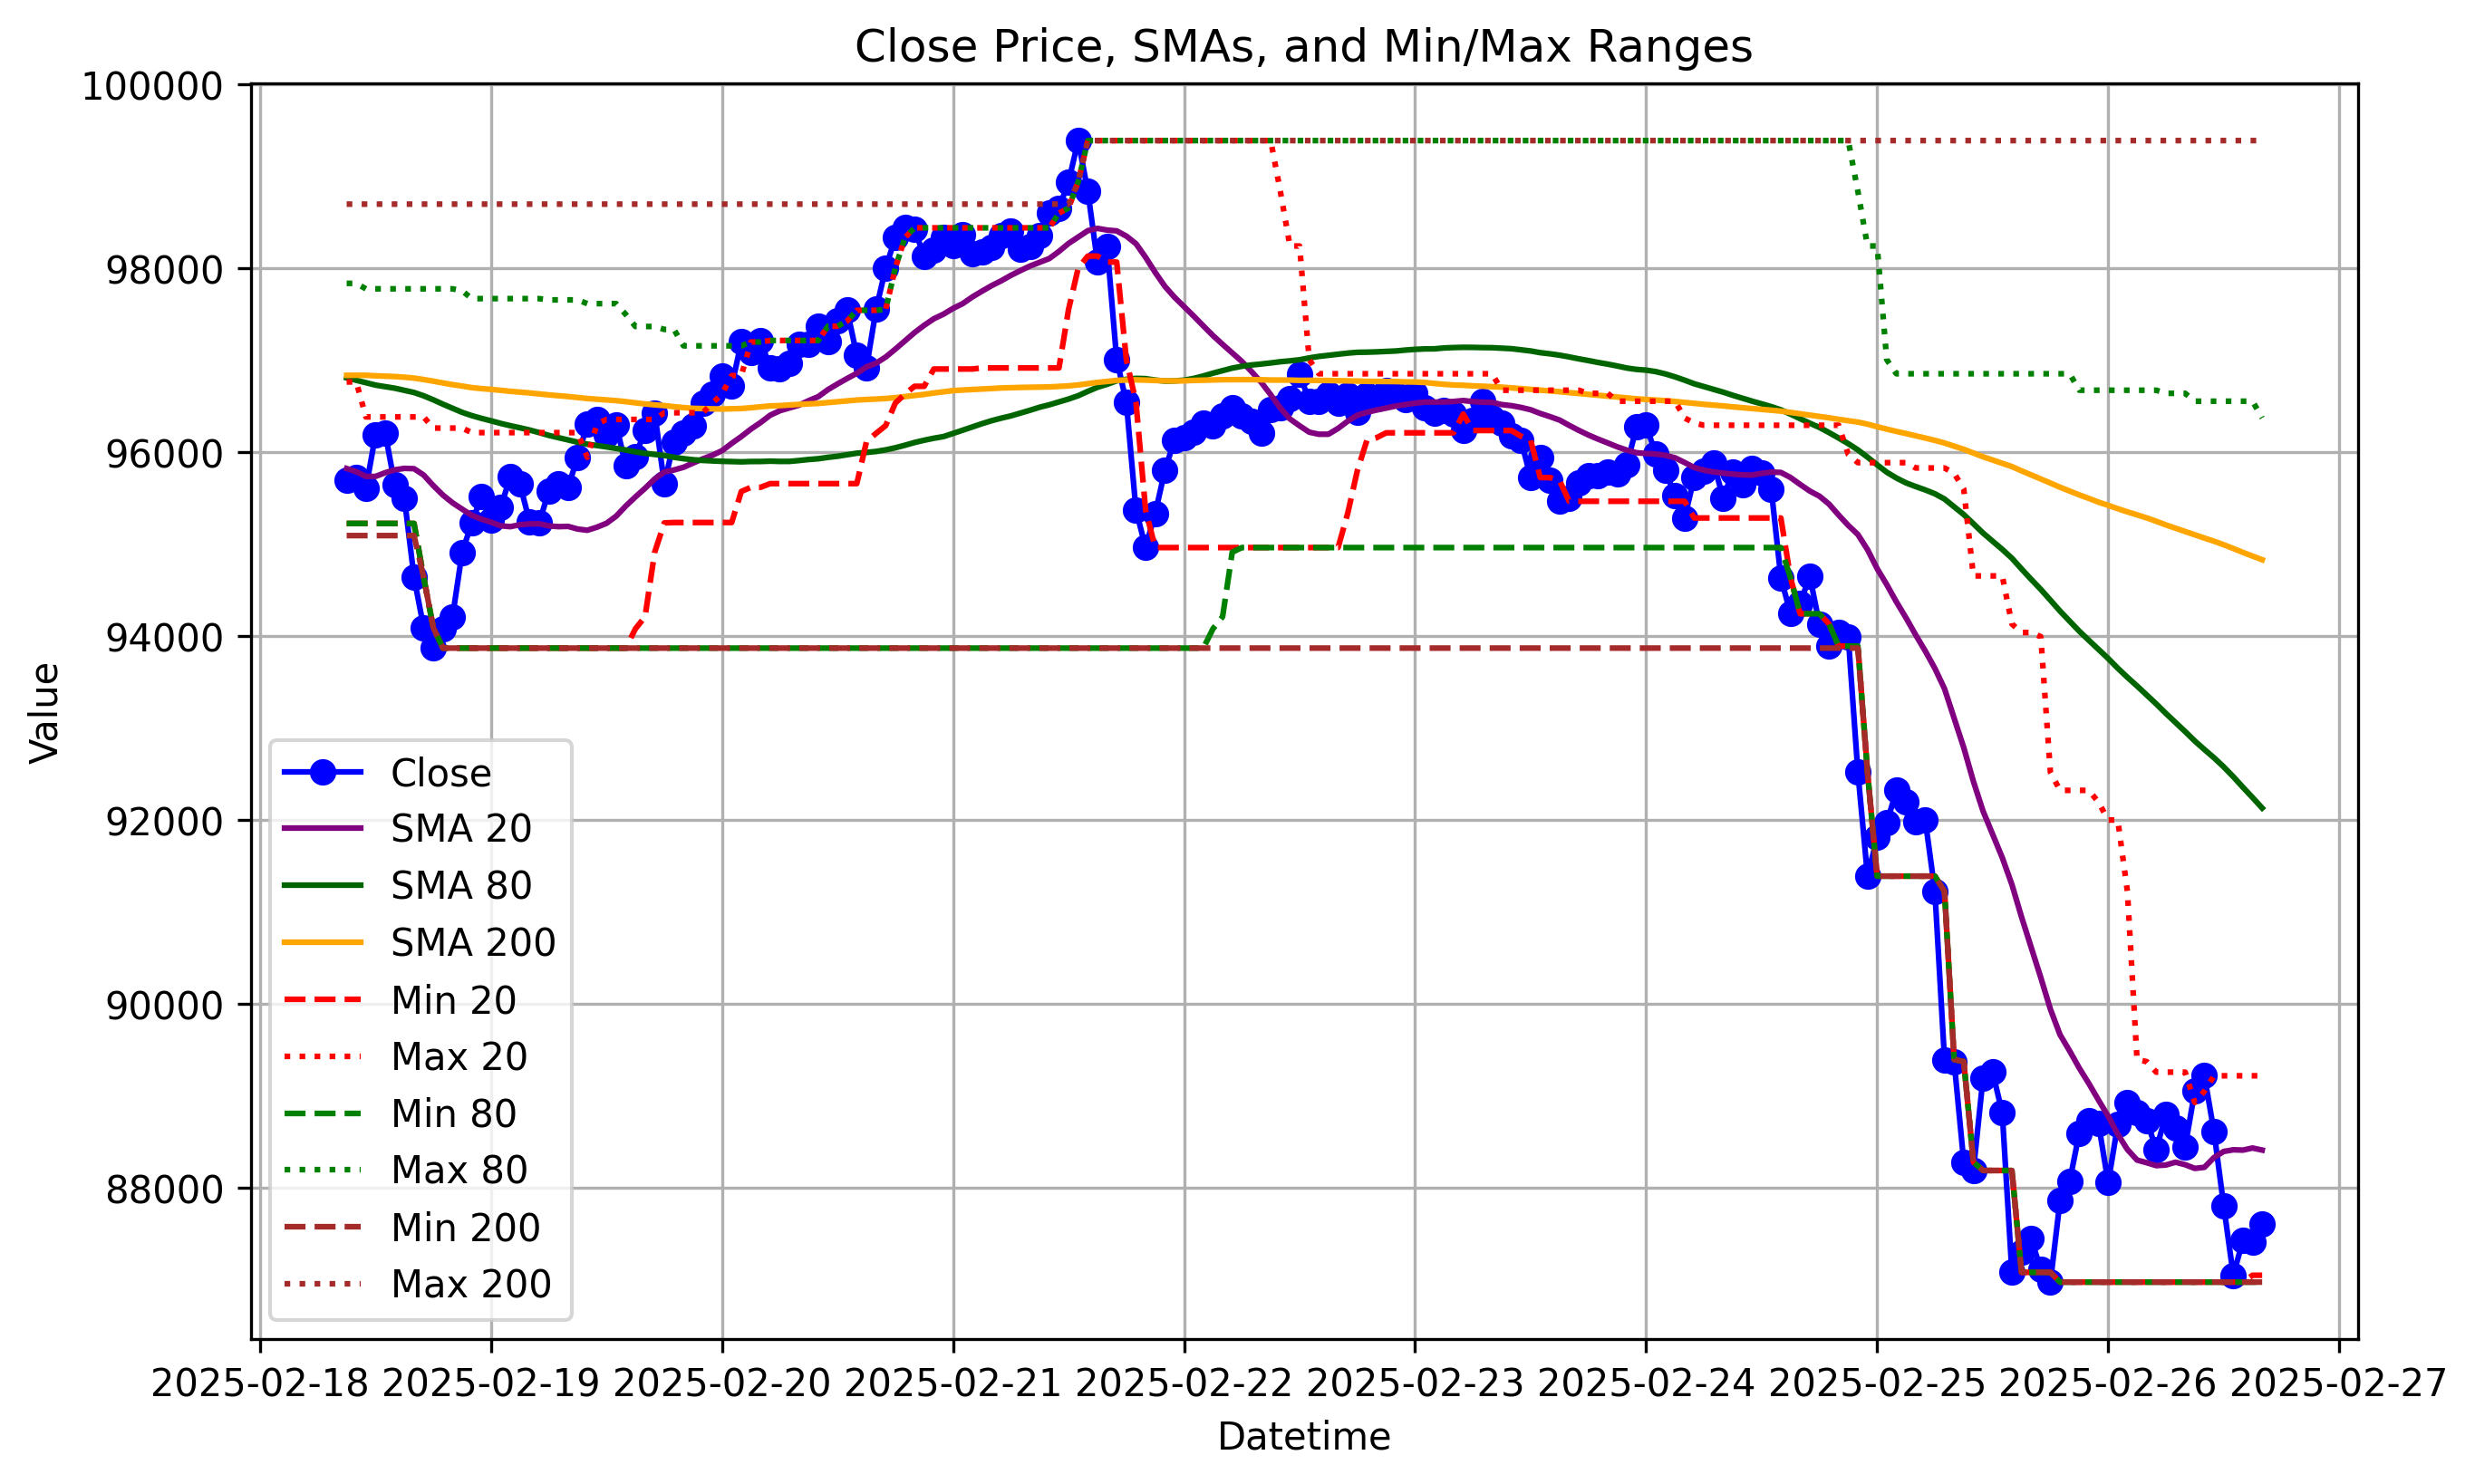 Close Price, SMAs, and Min/Max Ranges
100000
98000
96000
94000
92000
90000
88000
Value
Close
SMA 20
SMA 80
SMA 200
Min 20
Max 20
Min 80
Max 80
Min 200
Max 200
2025-02-18 2025-02-19 2025-02-20 2025-02-21 2025-02-22 2025-02-23 2025-02-24 2025-02-25 2025-02-26 2025-02-27
Datetime